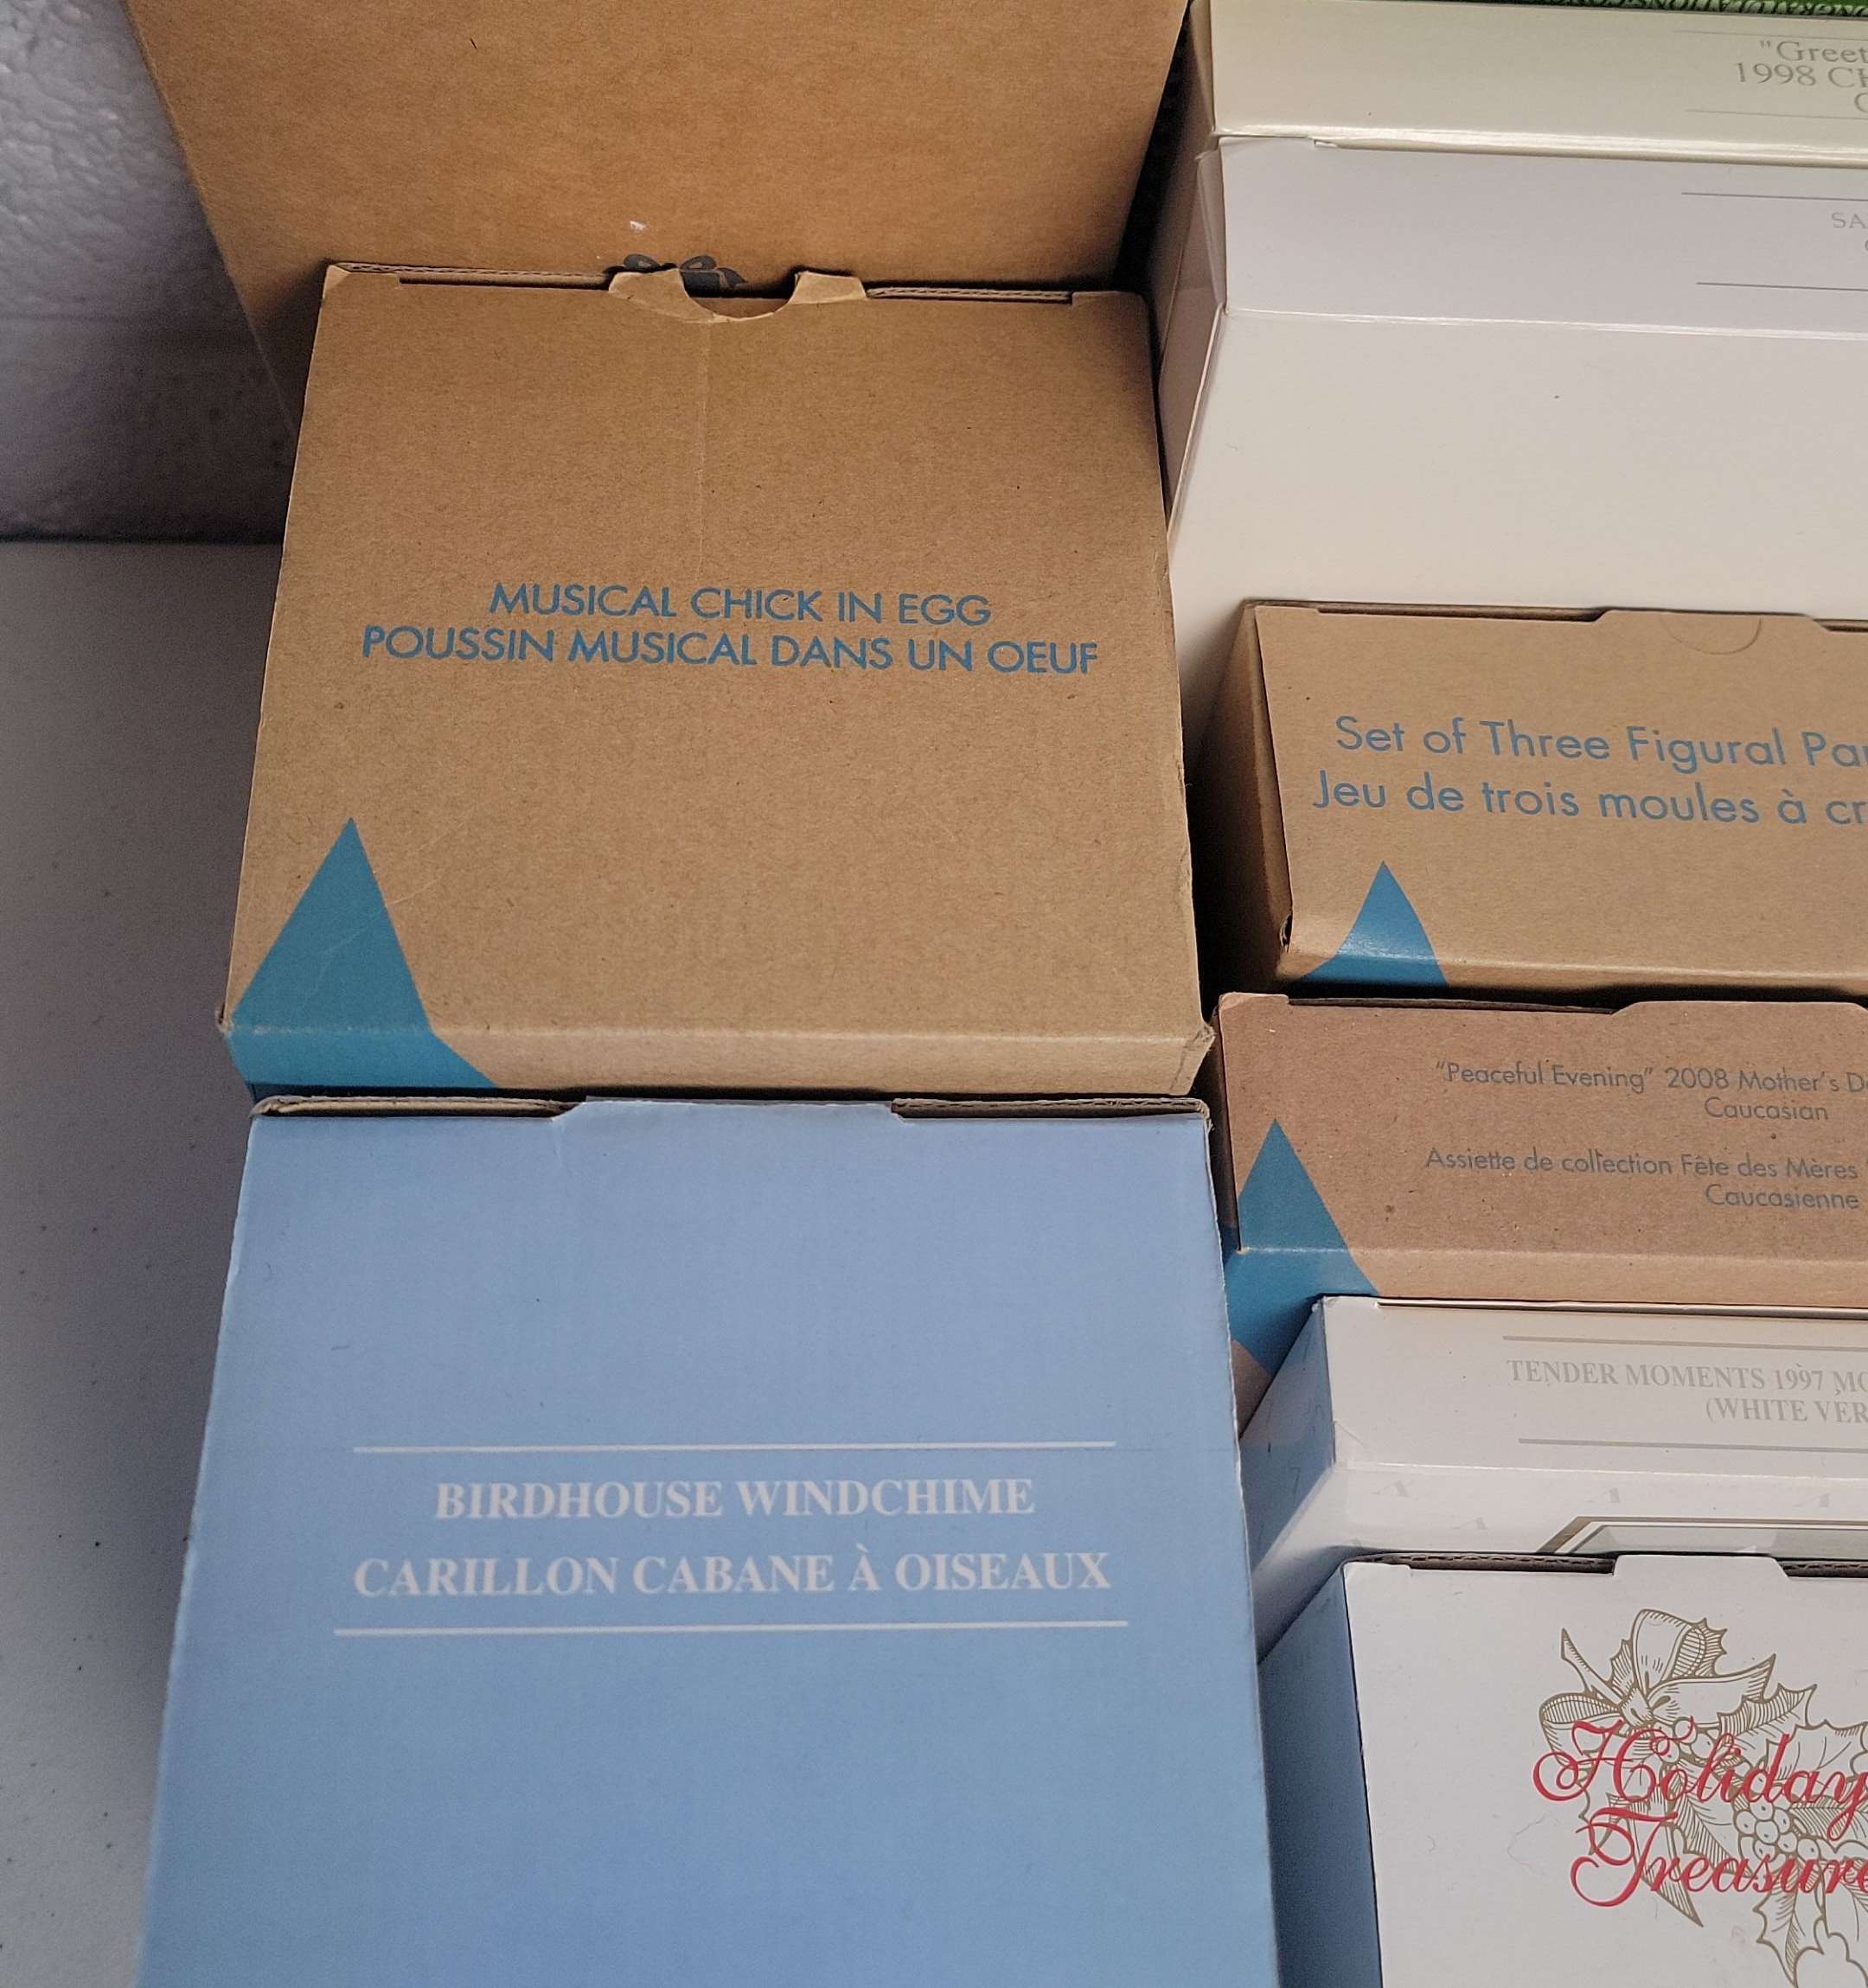 MUSICAL CHICK IN EGG
POUSSIN MUSICAL DANS UN OEUF
BIRDHOUSE WINDCHIME
CARILLON CABANE À OISEAUX
"Greet
1998
SA
Set of Three Figural Pa
Jeu de trois moules à cr
"Peaceful Evening" 2008 Mother's D
Caucasian
Assiette de collection Fête des Mères
Caucasienne
TENDER MOMENTS 1997 MO
(WHITE VER
Holiday
Treasure